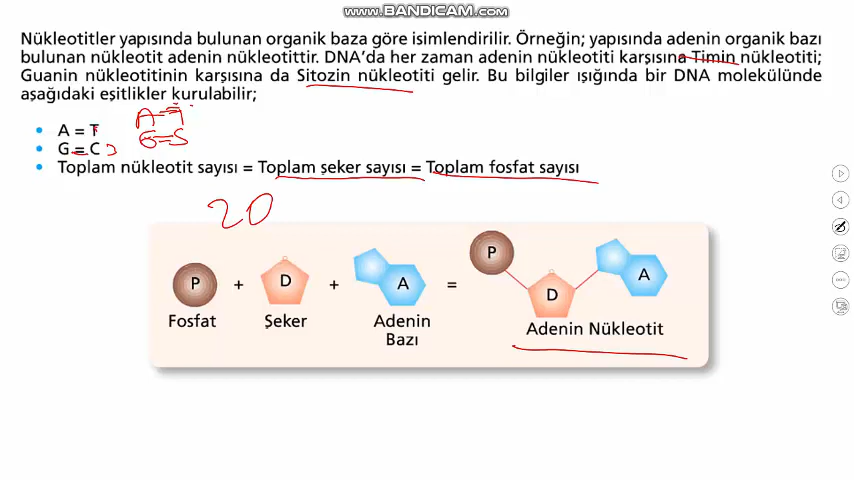 www.BANDICAM.com
Nükleotitler yapısında bulunan organik baza göre isimlendirilir. Örneğin; yapısında adenin organik bazı
bulunan nükleotit adenin nükleotittir. DNA'da her zaman adenin nükleotiti karşısına Timin nükleotiti;
Guanin nükleotitinin karşısına da Sitozin nükleotiti gelir. Bu bilgiler ışığında bir DNA molekülünde
aşağıdaki eşitlikler kurulabilir;
• A = T
A = T
• G = C
G = S
• Toplam nükleotit sayısı = Toplam şeker sayısı = Toplam fosfat sayısı
20
P + D + A = P D A
Fosfat Şeker Adenin Bazı Adenin Nükleotit